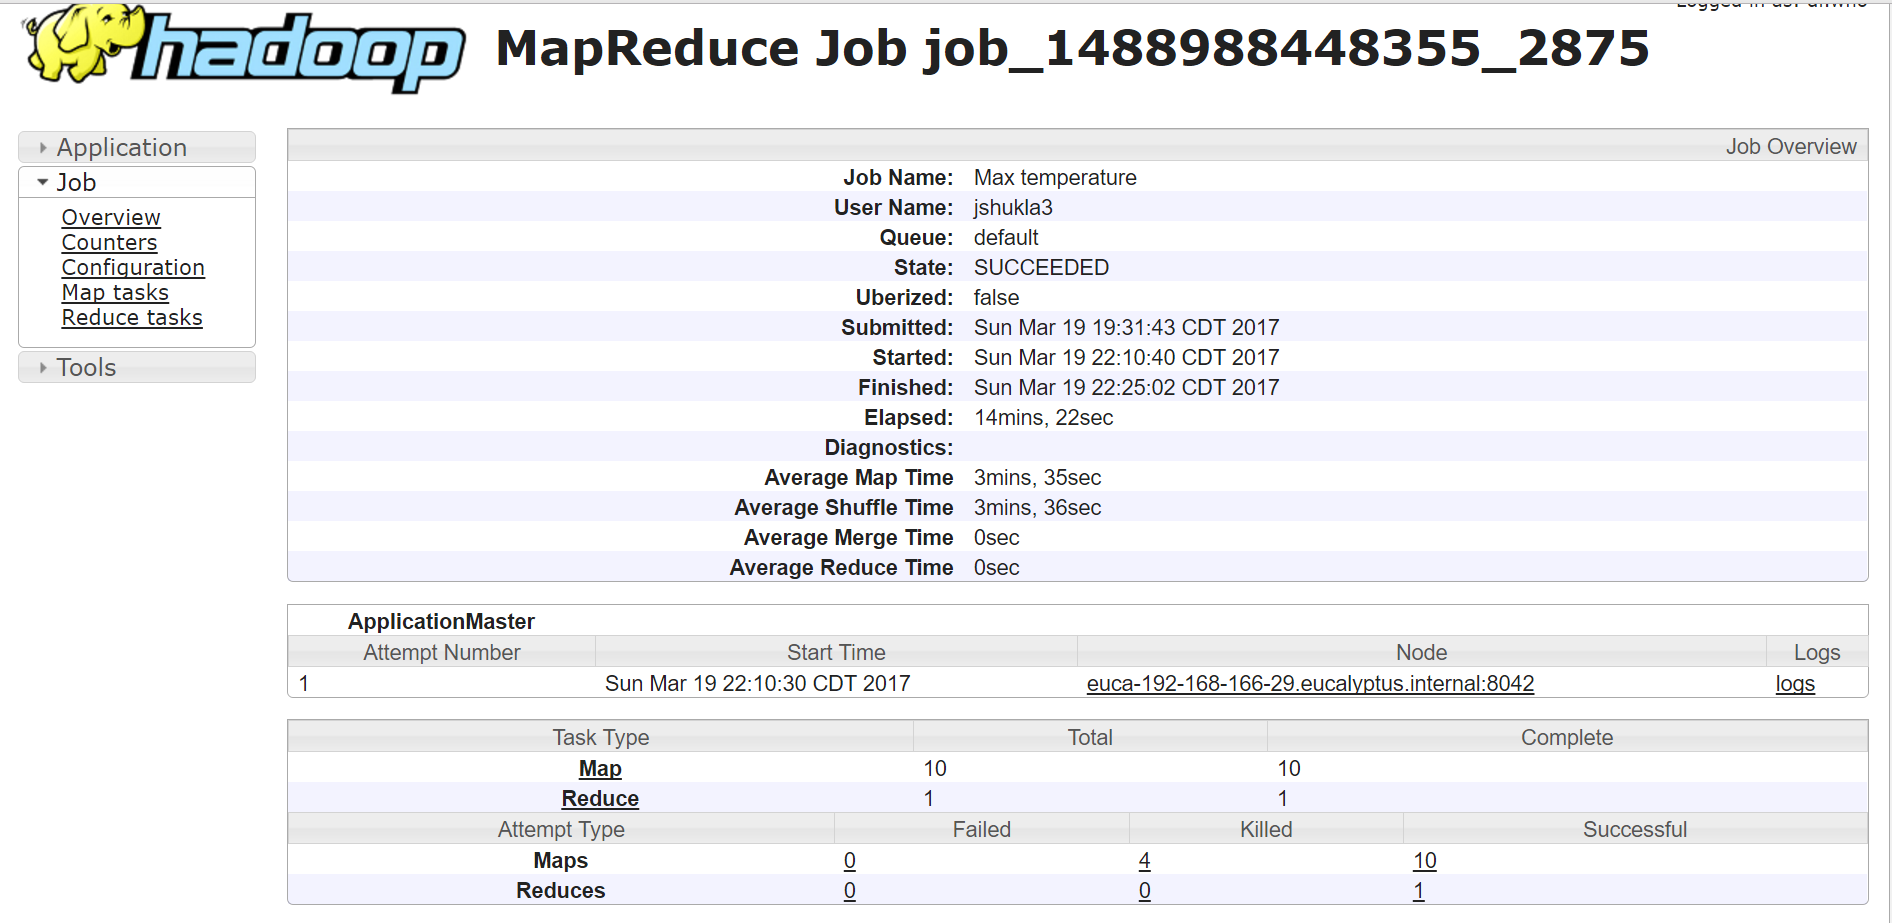 hadoop MapReduce Job job_1488988448355_2875
Application
Job
Overview
Counters
Configuration
Map tasks
Reduce tasks
Tools
Job Overview
Job Name: Max temperature
User Name: jshukla3
Queue: default
State: SUCCEEDED
Uberized: false
Submitted: Sun Mar 19 19:31:43 CDT 2017
Started: Sun Mar 19 22:10:40 CDT 2017
Finished: Sun Mar 19 22:25:02 CDT 2017
Elapsed: 14mins, 22sec
Diagnostics:
Average Map Time 3mins, 35sec
Average Shuffle Time 3mins, 36sec
Average Merge Time 0sec
Average Reduce Time 0sec
ApplicationMaster
Attempt Number Start Time Node Logs
1 Sun Mar 19 22:10:30 CDT 2017 euca-192-168-166-29.eucalyptus.internal:8042 logs
Task Type Total Complete
Map 10 10
Reduce 1 1
Attempt Type Failed Killed Successful
Maps 0 4 10
Reduces 0 0 1